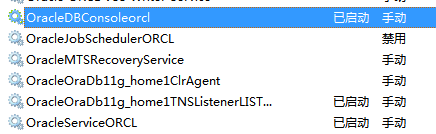 OracleDBConsoleorcl 已启动 手动
OracleJobSchedulerORCL 禁用
OracleMTSRecoveryService 手动
OracleOraDb11g_home1ClrAgent 手动
OracleOraDb11g_home1TNSListenerLIST... 已启动 手动
OracleServiceORCL 已启动 手动